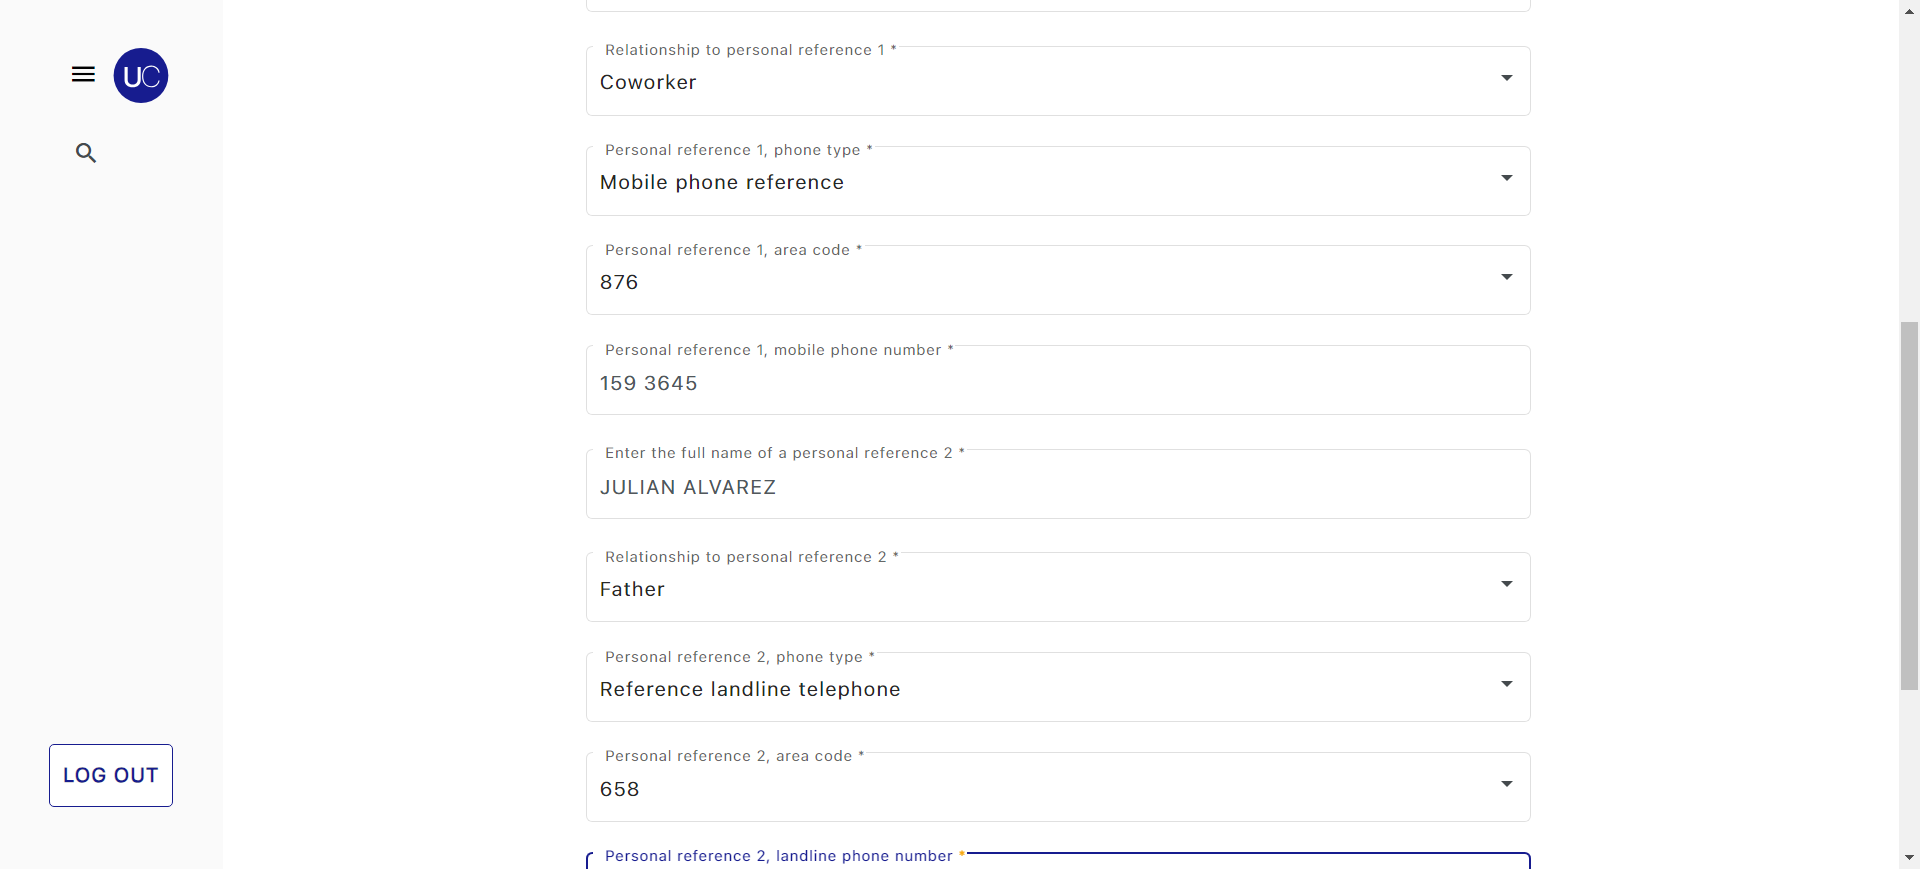 UC
LOG OUT
Relationship to personal reference 1 *
Coworker
Personal reference 1, phone type *
Mobile phone reference
Personal reference 1, area code *
876
Personal reference 1, mobile phone number *
159 3645
Enter the full name of a personal reference 2 *
JULIAN ALVAREZ
Relationship to personal reference 2 *
Father
Personal reference 2, phone type *
Reference landline telephone
Personal reference 2, area code *
658
Personal reference 2, landline phone number *